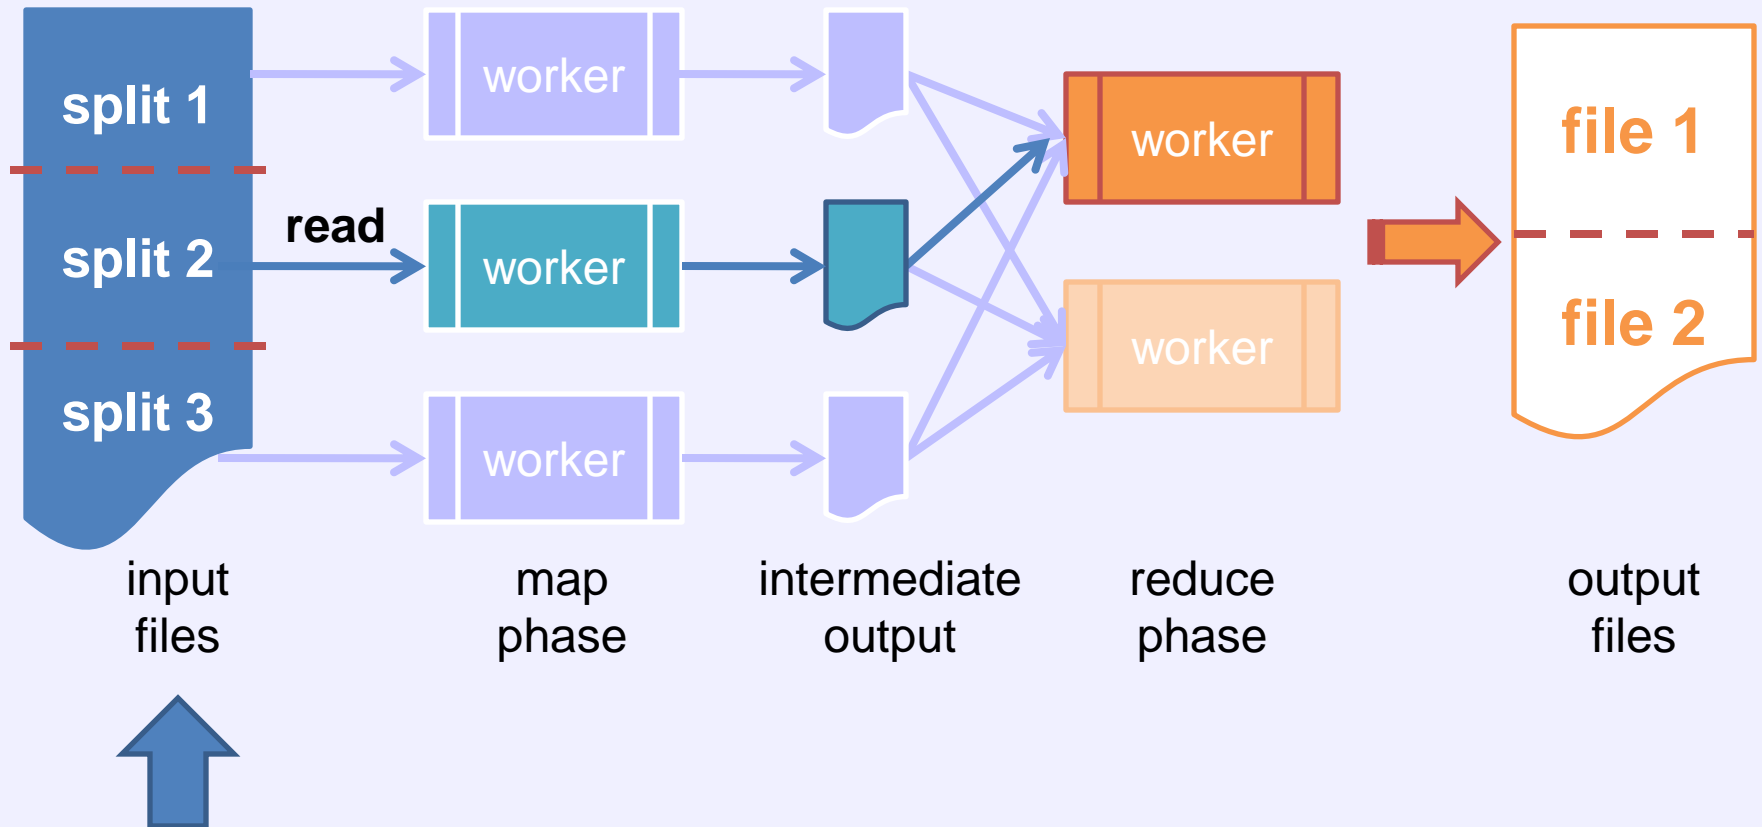 split 1
worker
worker
file 1
read
split 2
worker
worker
file 2
split 3
worker
input
files
map
phase
intermediate
output
reduce
phase
output
files